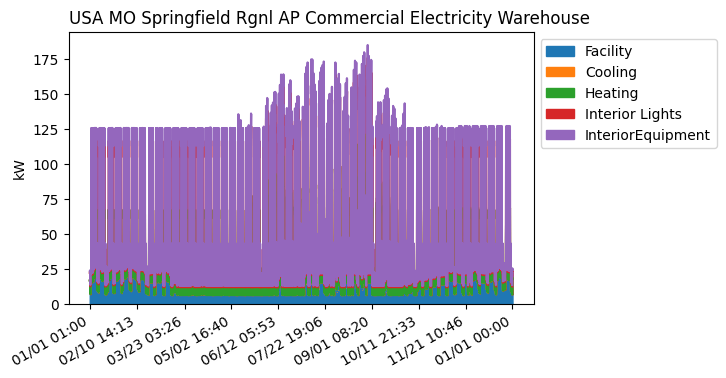 USA MO Springfield Rgnl AP Commercial Electricity Warehouse
kW
175
150
125
100
75
50
25
0
01/01 01:00
02/10 14:13
03/23 03:26
05/02 16:40
06/12 05:53
07/22 19:06
09/01 08:20
10/11 21:33
11/21 10:46
01/01 00:00
Facility
Cooling
Heating
Interior Lights
InteriorEquipment